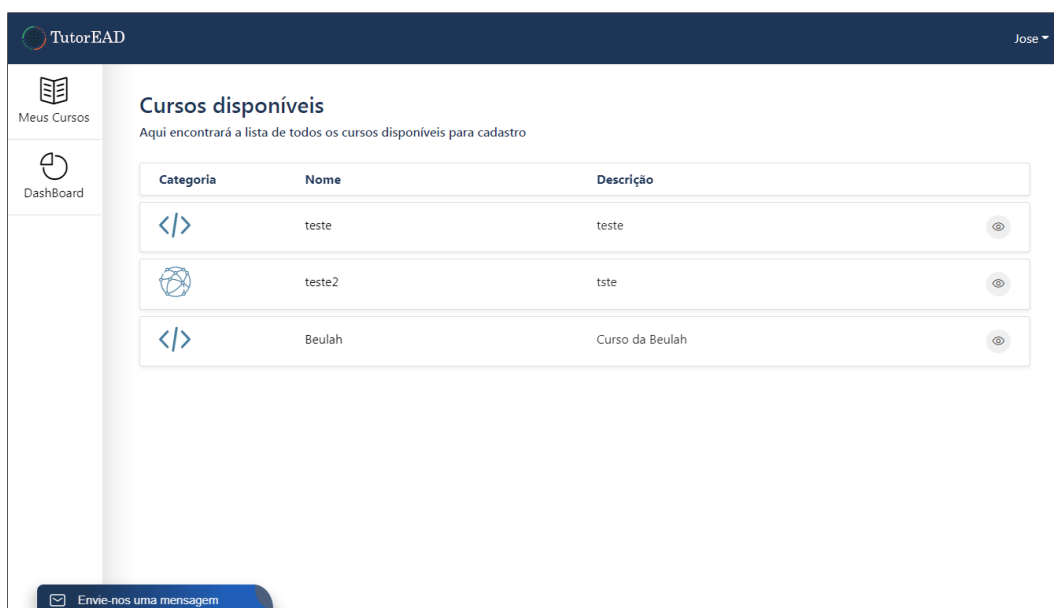 TutorEAD
Jose
Meus Cursos
DashBoard
Cursos disponíveis
Aqui encontrará a lista de todos os cursos disponíveis para cadastro
Categoria Nome Descrição
teste teste
teste2 tste
Beulah Curso da Beulah
Envie-nos uma mensagem